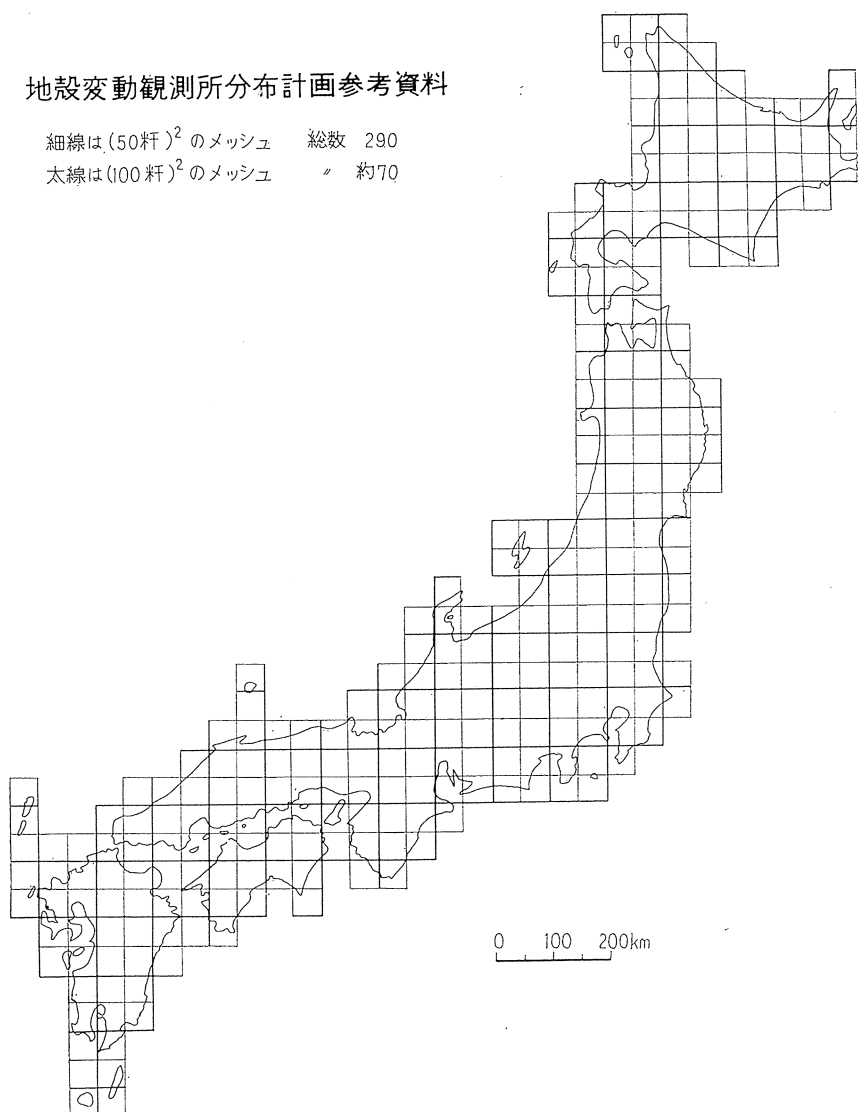 地殻変動観測所分布計画参考資料
細線は(50粁)² のメッシュ 総数 290
太線は(100粁)² のメッシュ 〃 約70
0 100 200km